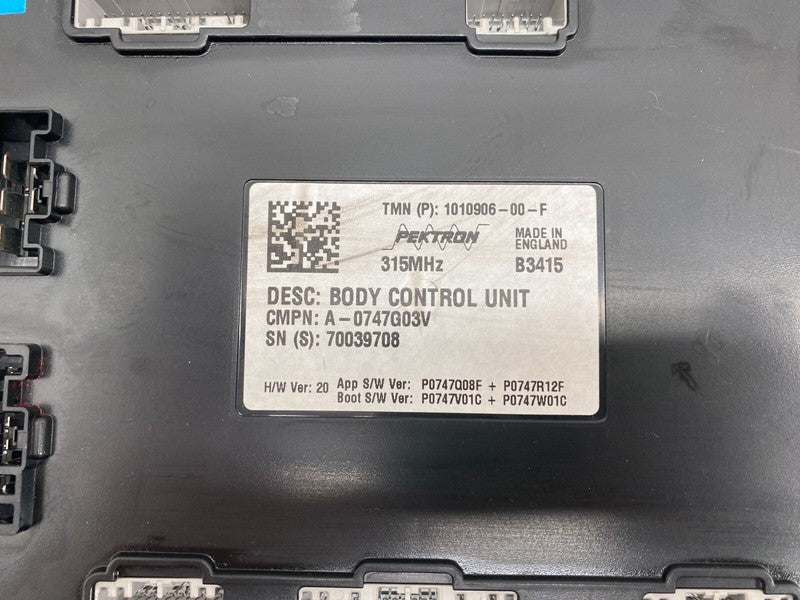 TMN (P): 1010906-00-F
PEKTRON MADE IN ENGLAND
315MHz B3415
DESC: BODY CONTROL UNIT
CMPN: A-0747G03V
SN (S): 70039708
H/W Ver: 20 App S/W Ver: P0747Q08F + P0747R12F
Boot S/W Ver: P0747V01C + P0747W01C